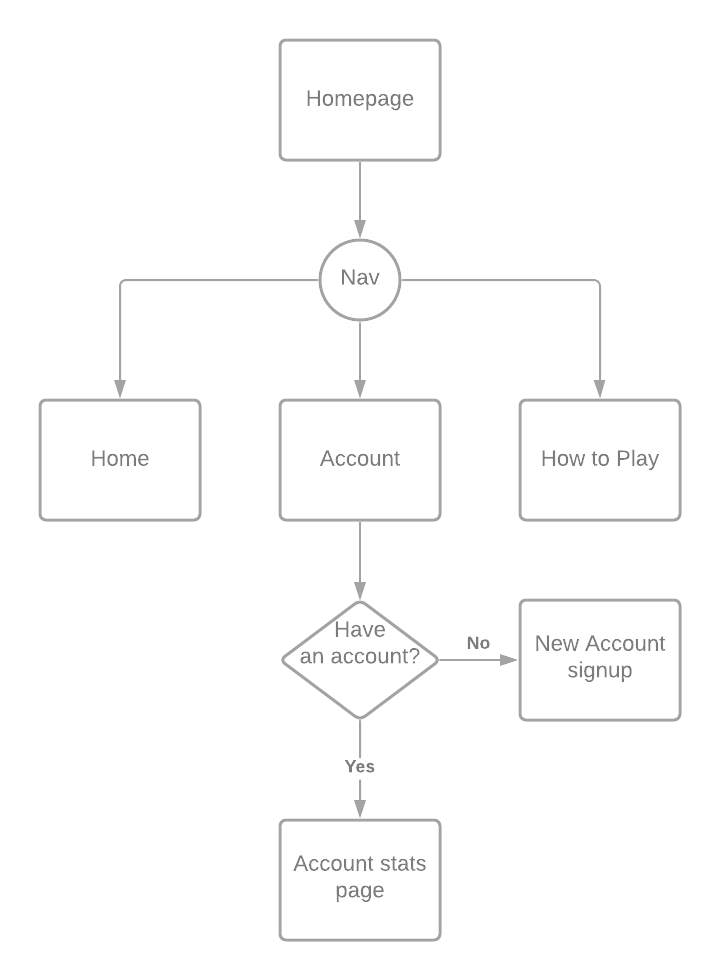 Homepage
Nav
Home
Account
How to Play
Have
an account?
No
New Account
signup
Yes
Account stats
page